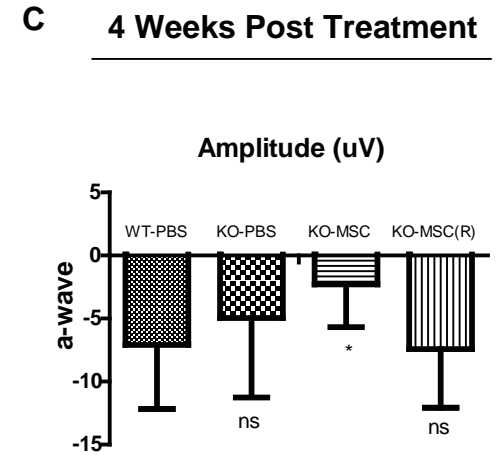 C
4 Weeks Post Treatment
Amplitude (uV)
5
WT-PBS KO-PBS KO-MSC KO-MSC(R)
0
a-wave
-5
*
-10
ns ns
-15